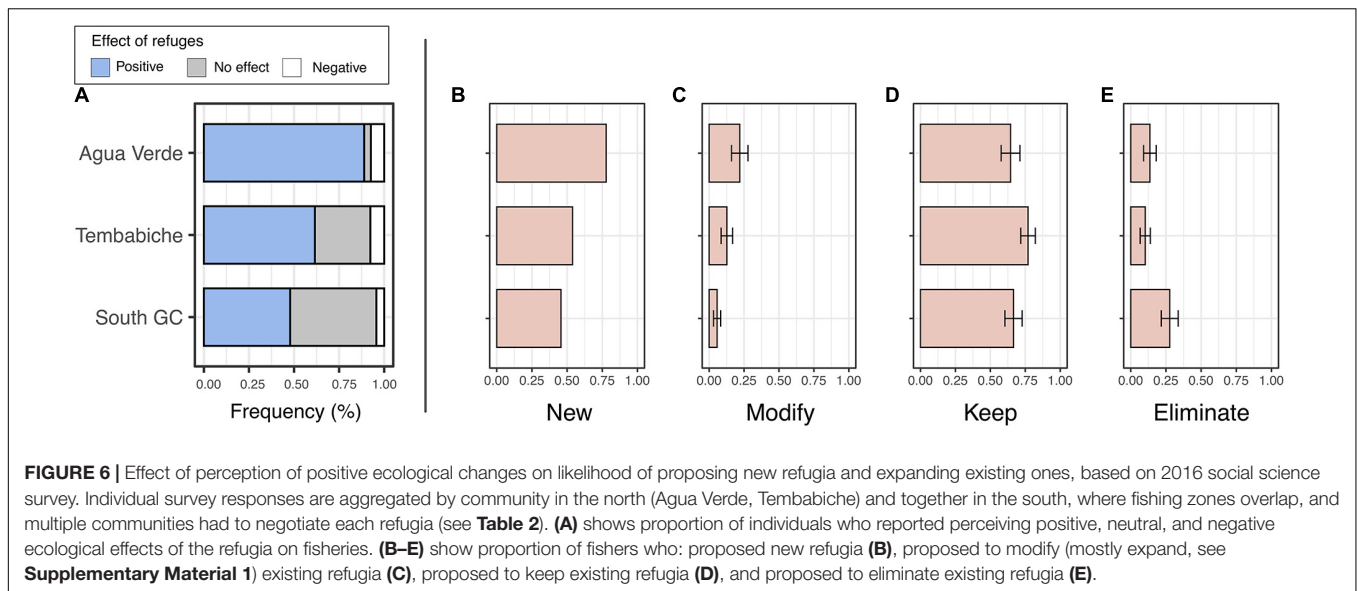 Effect of refuges
Positive No effect Negative
A
B
C
D
E
Agua Verde
Tembabiche
South GC
0.00 0.25 0.50 0.75 1.00
0.00 0.25 0.50 0.75 1.00
0.00 0.25 0.50 0.75 1.00
0.00 0.25 0.50 0.75 1.00
0.00 0.25 0.50 0.75 1.00
Frequency (%)
New
Modify
Keep
Eliminate
FIGURE 6 | Effect of perception of positive ecological changes on likelihood of proposing new refugia and expanding existing ones, based on 2016 social science
survey. Individual survey responses are aggregated by community in the north (Agua Verde, Tembabiche) and together in the south, where fishing zones overlap, and
multiple communities had to negotiate each refugia (see Table 2). (A) shows proportion of individuals who reported perceiving positive, neutral, and negative
ecological effects of the refugia on fisheries. (B–E) show proportion of fishers who: proposed new refugia (B), proposed to modify (mostly expand, see
Supplementary Material 1) existing refugia (C), proposed to keep existing refugia (D), and proposed to eliminate existing refugia (E).